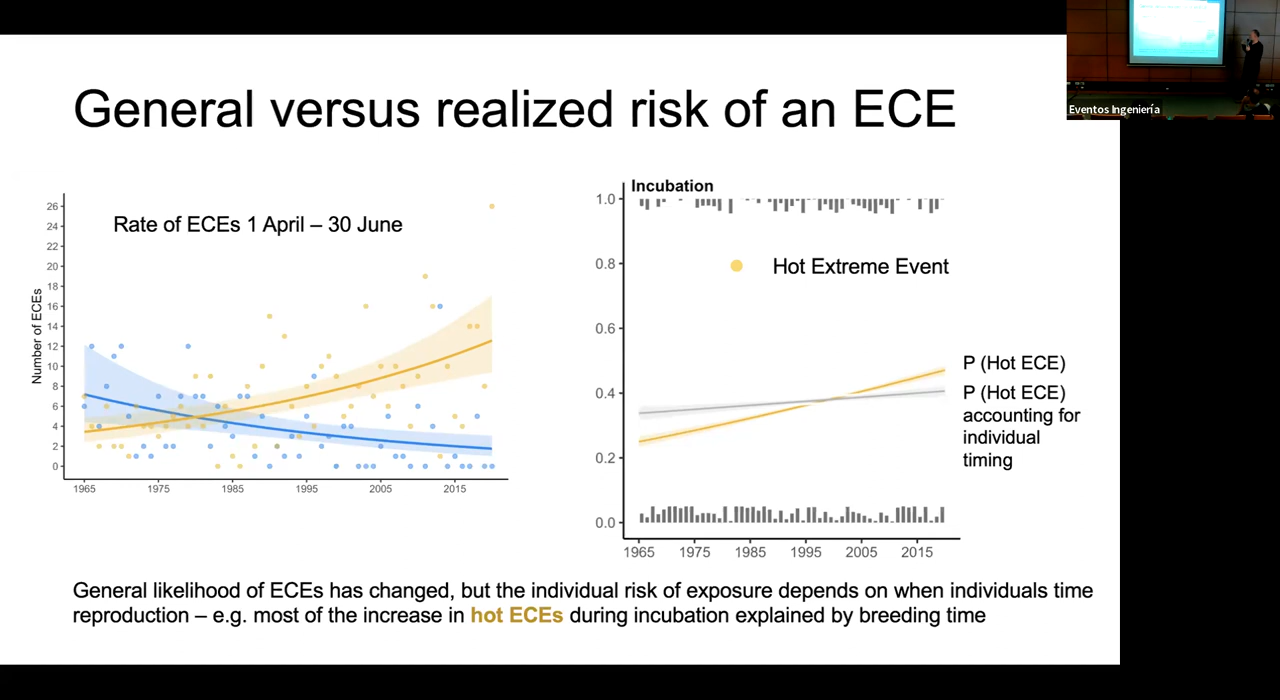 General versus realized risk of an ECE
Eventos Ingeniería
Rate of ECEs 1 April – 30 June
Number of ECEs
26
24
22
20
18
16
14
12
10
8
6
4
2
0
1965
1975
1985
1995
2005
2015
Incubation
Hot Extreme Event
1.0
0.8
0.6
0.4
0.2
0.0
1965
1975
1985
1995
2005
2015
P (Hot ECE)
P (Hot ECE)
accounting for
individual
timing
General likelihood of ECEs has changed, but the individual risk of exposure depends on when individuals time
reproduction – e.g. most of the increase in hot ECEs during incubation explained by breeding time